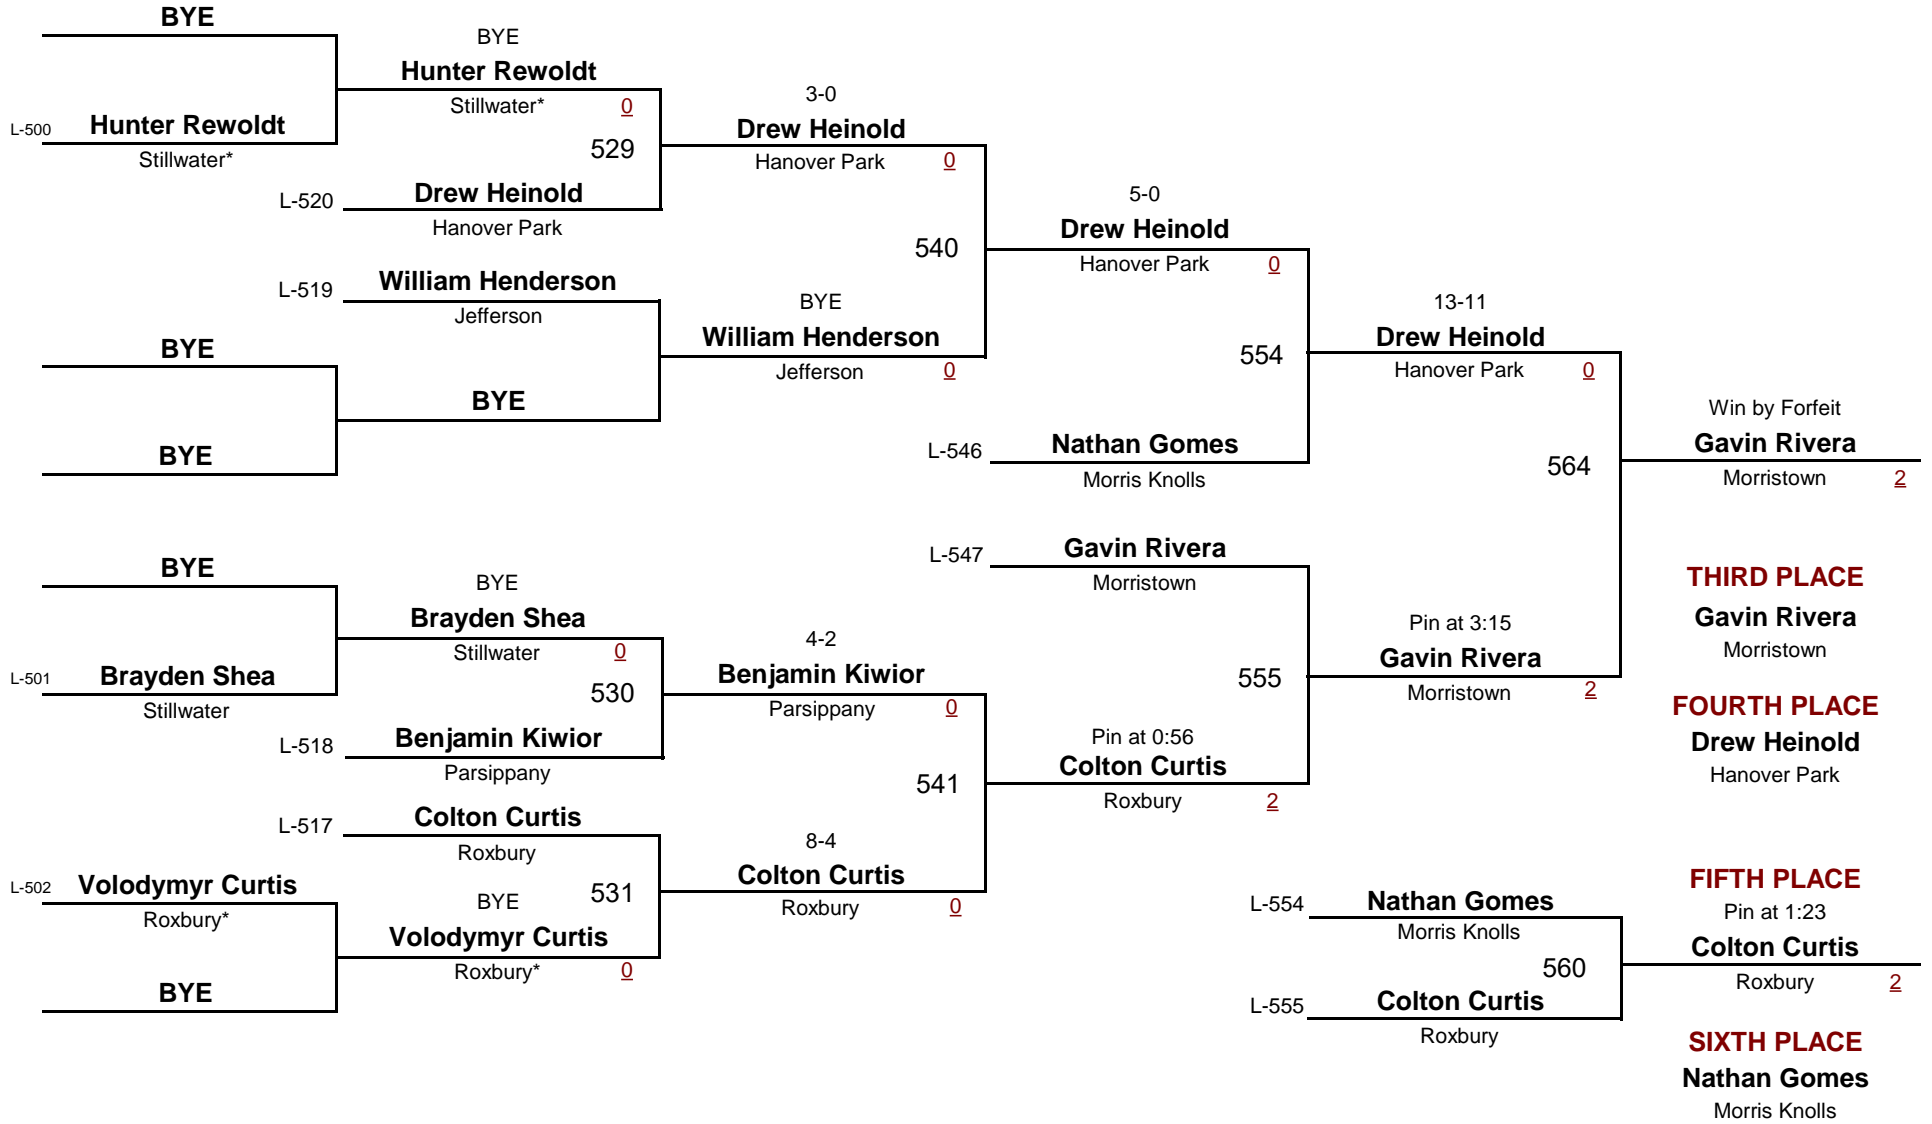 BYE
L-500 Hunter Rewoldt
Stillwater*
BYE
Hunter Rewoldt
Stillwater* 0
529
L-520 Drew Heinold
Hanover Park
3-0
Drew Heinold
Hanover Park 0
L-519 William Henderson
Jefferson
BYE
BYE
BYE
BYE
William Henderson
Jefferson 0
540
5-0
Drew Heinold
Hanover Park 0
554
L-546 Nathan Gomes
Morris Knolls
13-11
Drew Heinold
Hanover Park 0
564
Win by Forfeit
Gavin Rivera
Morristown 2
BYE
L-501 Brayden Shea
Stillwater
BYE
Brayden Shea
Stillwater 0
530
L-518 Benjamin Kiwior
Parsippany
4-2
Benjamin Kiwior
Parsippany 0
L-517 Colton Curtis
Roxbury
L-502 Volodymyr Curtis
Roxbury*
BYE
BYE
531
Volodymyr Curtis
Roxbury* 0
8-4
Colton Curtis
Roxbury 0
541
L-547 Gavin Rivera
Morristown
555
Pin at 0:56
Colton Curtis
Roxbury 2
Pin at 3:15
Gavin Rivera
Morristown 2
THIRD PLACE
Gavin Rivera
Morristown
FOURTH PLACE
Drew Heinold
Hanover Park
L-554 Nathan Gomes
Morris Knolls
560
L-555 Colton Curtis
Roxbury
FIFTH PLACE
Pin at 1:23
Colton Curtis
Roxbury 2
SIXTH PLACE
Nathan Gomes
Morris Knolls